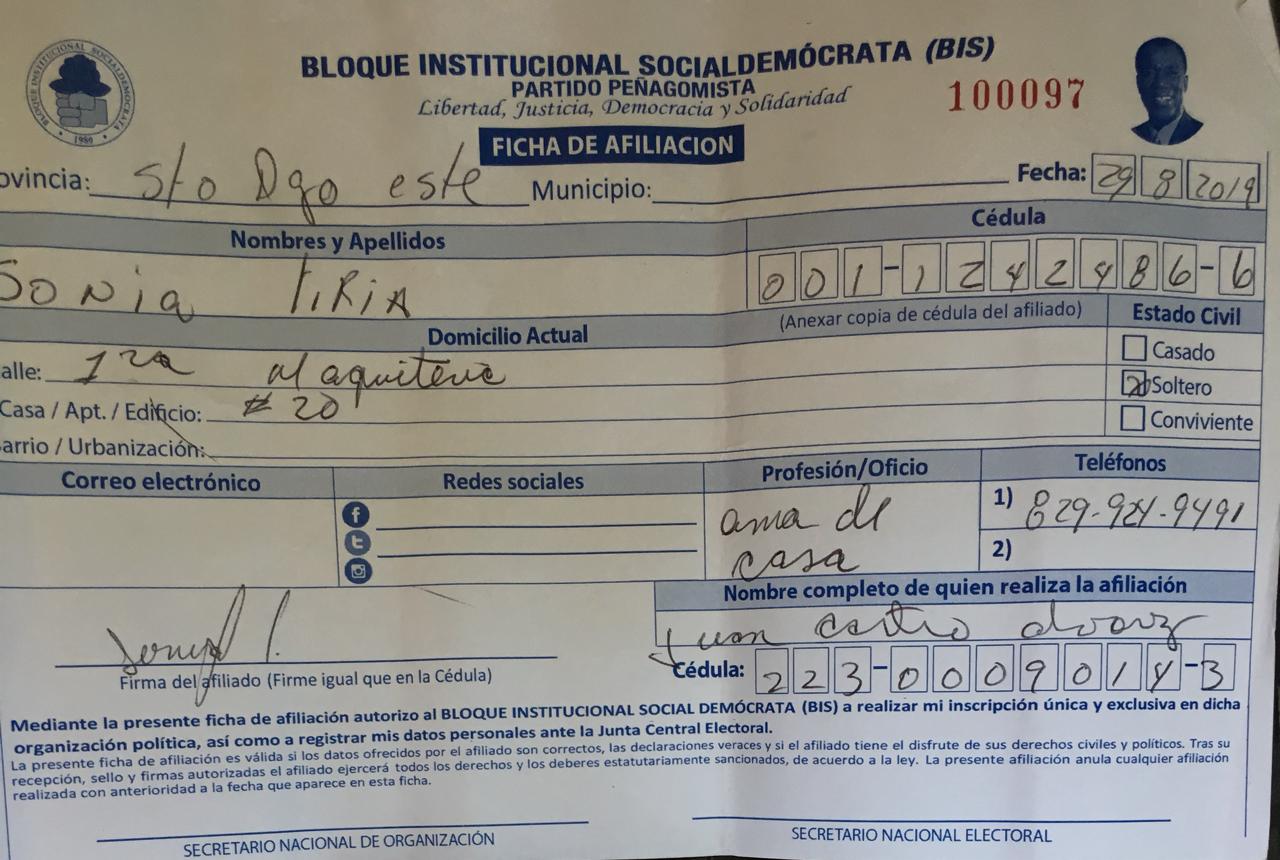 BLOQUE INSTITUCIONAL SOCIALDEMÓCRATA (BIS)
PARTIDO PEÑAGOMISTA
Libertad, Justicia, Democracia y Solidaridad
100097
BLOQUE INSTITUCIONAL SOCIALDEMOCRATA
1989
FICHA DE AFILIACION
ovincia: Sto Dgo este Municipio: Fecha: 29 8 2019
Nombres y Apellidos Cédula
Sonia TIRIA 001-1242486-6
(Anexar copia de cédula del afiliado)
Domicilio Actual Estado Civil
alle: 1ra Casado
Soltero
Casa / Apt. / Edificio: # 20
Conviviente
arrio / Urbanización:
Correo electrónico Redes sociales Profesión/Oficio Teléfonos
ama de casa
1) 829-924-9491
2)
Nombre completo de quien realiza la afiliación
Juan castro
Firma del afiliado (Firme igual que en la Cédula)
Cédula: 223-0009014-3
Mediante la presente ficha de afiliación autorizo al BLOQUE INSTITUCIONAL SOCIAL DEMÓCRATA (BIS) a realizar mi inscripción única y exclusiva en dicha
organización política, así como a registrar mis datos personales ante la Junta Central Electoral.
La presente ficha de afiliación es válida si los datos ofrecidos por el afiliado son correctos, las declaraciones veraces y si el afiliado tiene el disfrute de sus derechos civiles y políticos. Tras su
recepción, sello y firmas autorizadas el afiliado ejercerá todos los derechos y los deberes estatutariamente sancionados, de acuerdo a la ley. La presente afiliación anula cualquier afiliación
realizada con anterioridad a la fecha que aparece en esta ficha.
SECRETARIO NACIONAL DE ORGANIZACIÓN SECRETARIO NACIONAL ELECTORAL